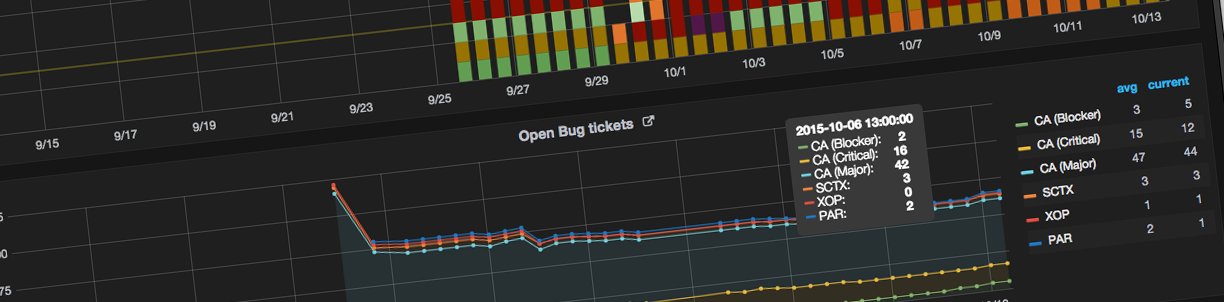 9/15
9/17
9/19
9/21
9/23
9/25
9/27
9/29
10/1
10/3
10/5
10/7
10/9
10/11
10/13
Open Bug tickets
75
2015-10-06 13:00:00
CA (Blocker): 2
CA (Critical): 16
CA (Major): 42
SCTX: 3
XOP: 0
PAR: 2
avg current
CA (Blocker) 3 5
CA (Critical) 15 12
CA (Major) 47 44
SCTX 3 3
XOP 1 1
PAR 2 1